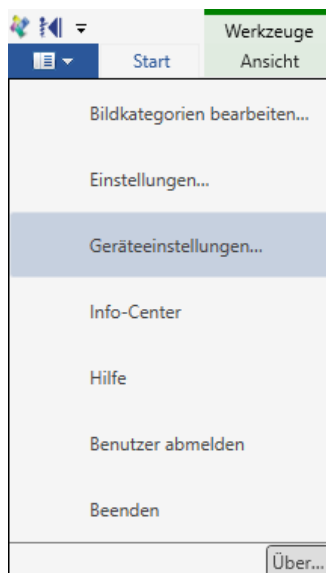 Werkzeuge
Start Ansicht
Bildkategorien bearbeiten...
Einstellungen...
Geräteeinstellungen...
Info-Center
Hilfe
Benutzer abmelden
Beenden
Über...